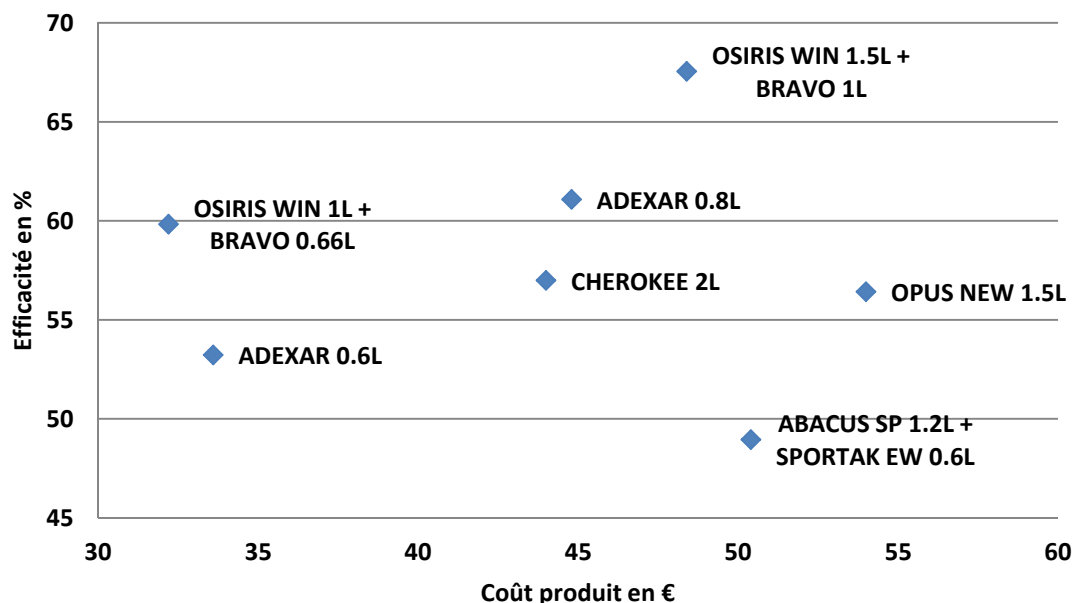 70
65
60
55
50
45
Efficacité en %
OSIRIS WIN 1.5L +
BRAVO 1L
OSIRIS WIN 1L +
BRAVO 0.66L
ADEXAR 0.8L
CHEROKEE 2L
OPUS NEW 1.5L
ADEXAR 0.6L
ABACUS SP 1.2L +
SPORTAK EW 0.6L
30 35 40 45 50 55 60
Coût produit en €